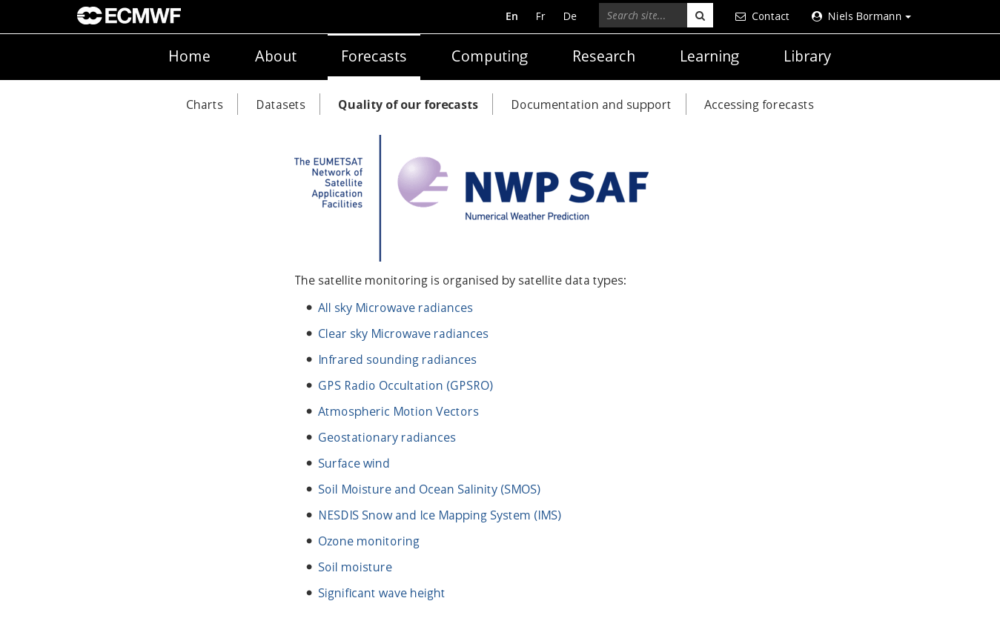 ECMWF
En Fr De Search site... Contact Niels Bormann
Home About Forecasts Computing Research Learning Library
Charts Datasets Quality of our forecasts Documentation and support Accessing forecasts
The EUMETSAT
Network of
Satellite
Application
Facilities
NWP SAF
Numerical Weather Prediction
The satellite monitoring is organised by satellite data types:
All sky Microwave radiances
Clear sky Microwave radiances
Infrared sounding radiances
GPS Radio Occultation (GPSRO)
Atmospheric Motion Vectors
Geostationary radiances
Surface wind
Soil Moisture and Ocean Salinity (SMOS)
NESDIS Snow and Ice Mapping System (IMS)
Ozone monitoring
Soil moisture
Significant wave height